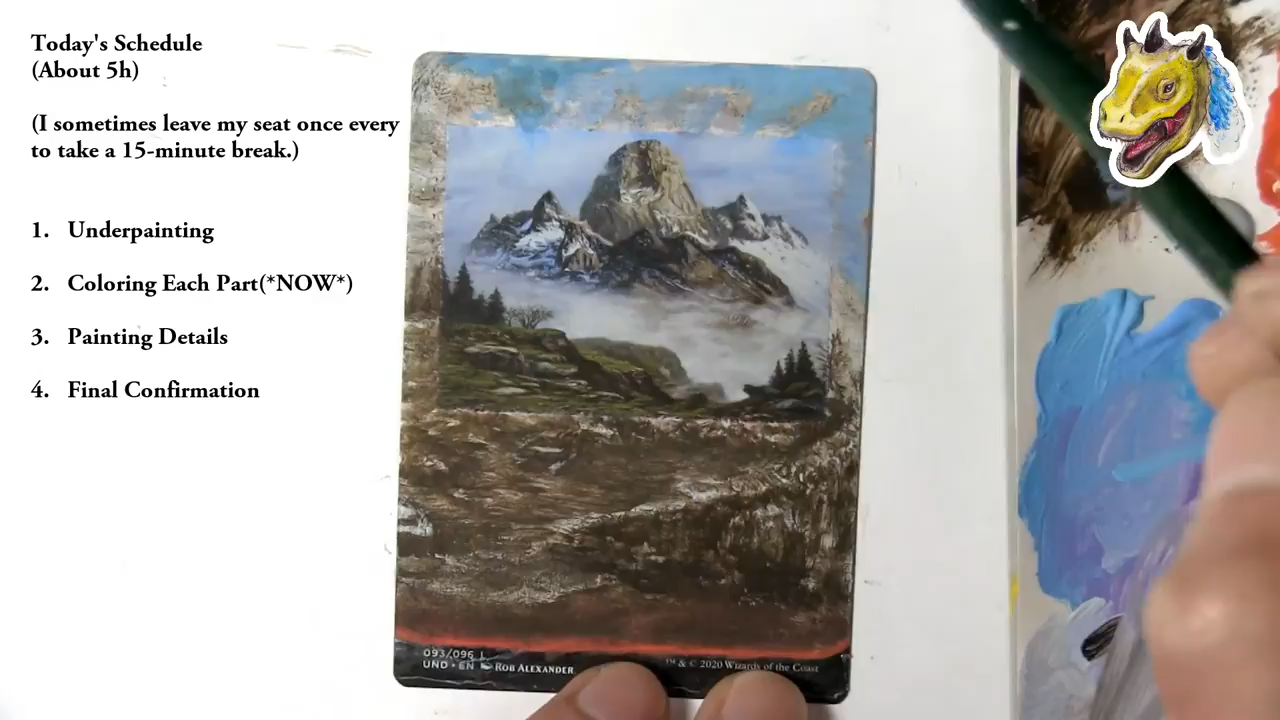 Today's Schedule
(About 5h)
(I sometimes leave my seat once every
to take a 15-minute break.)
1. Underpainting
2. Coloring Each Part(*NOW*)
3. Painting Details
4. Final Confirmation
093/096 L
UND • EN ROB ALEXANDER
™ & © 2020 Wizards of the Coast